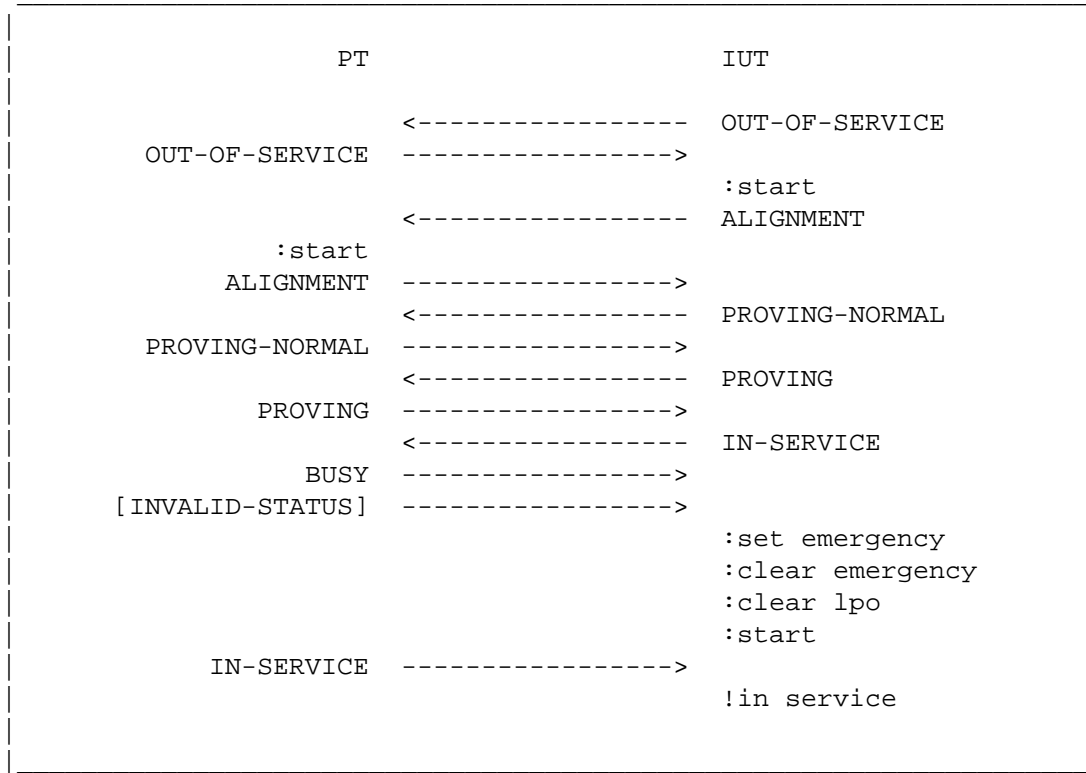 PT IUT
<----------------- OUT-OF-SERVICE
OUT-OF-SERVICE ----------------->
:start
<----------------- ALIGNMENT
:start
ALIGNMENT ----------------->
<----------------- PROVING-NORMAL
PROVING-NORMAL ----------------->
<----------------- PROVING
PROVING ----------------->
<----------------- IN-SERVICE
BUSY ----------------->
[INVALID-STATUS] ----------------->
:set emergency
:clear emergency
:clear lpo
:start
IN-SERVICE ----------------->
!in service